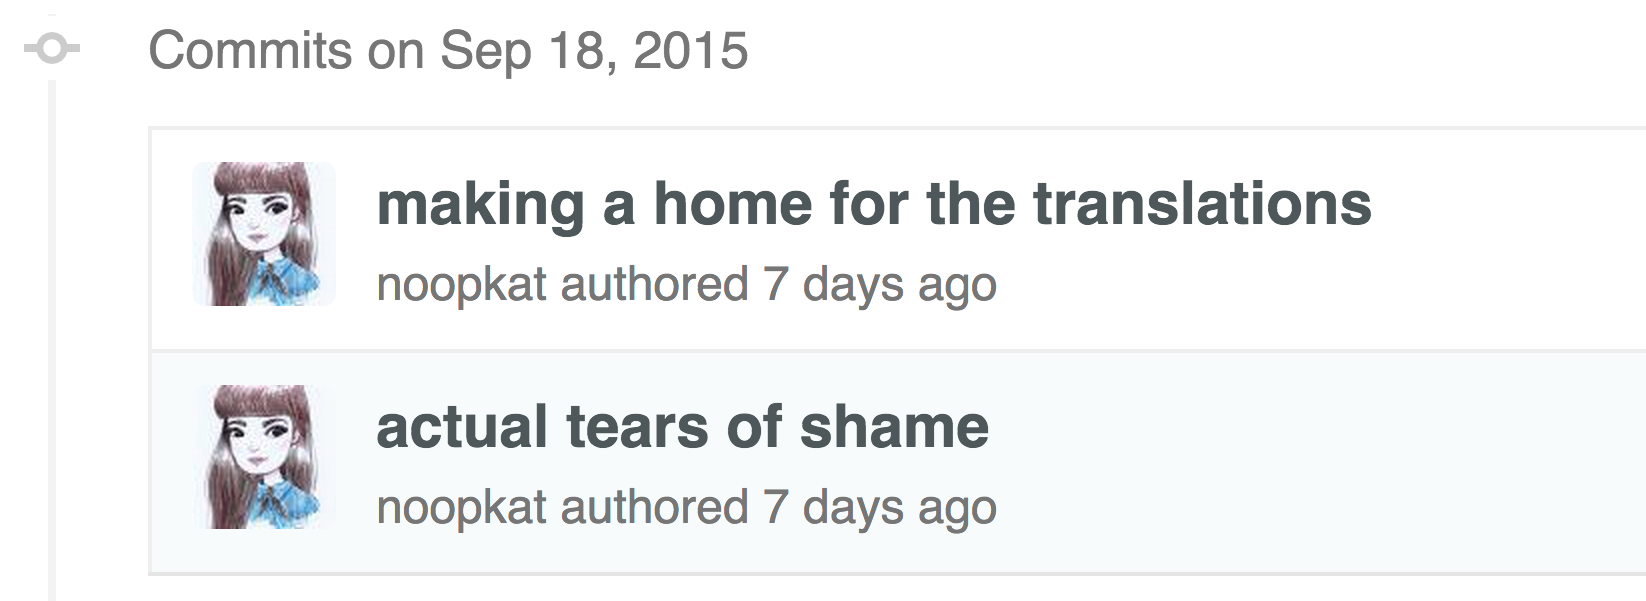 Commits on Sep 18, 2015
making a home for the translations
noopkat authored 7 days ago
actual tears of shame
noopkat authored 7 days ago